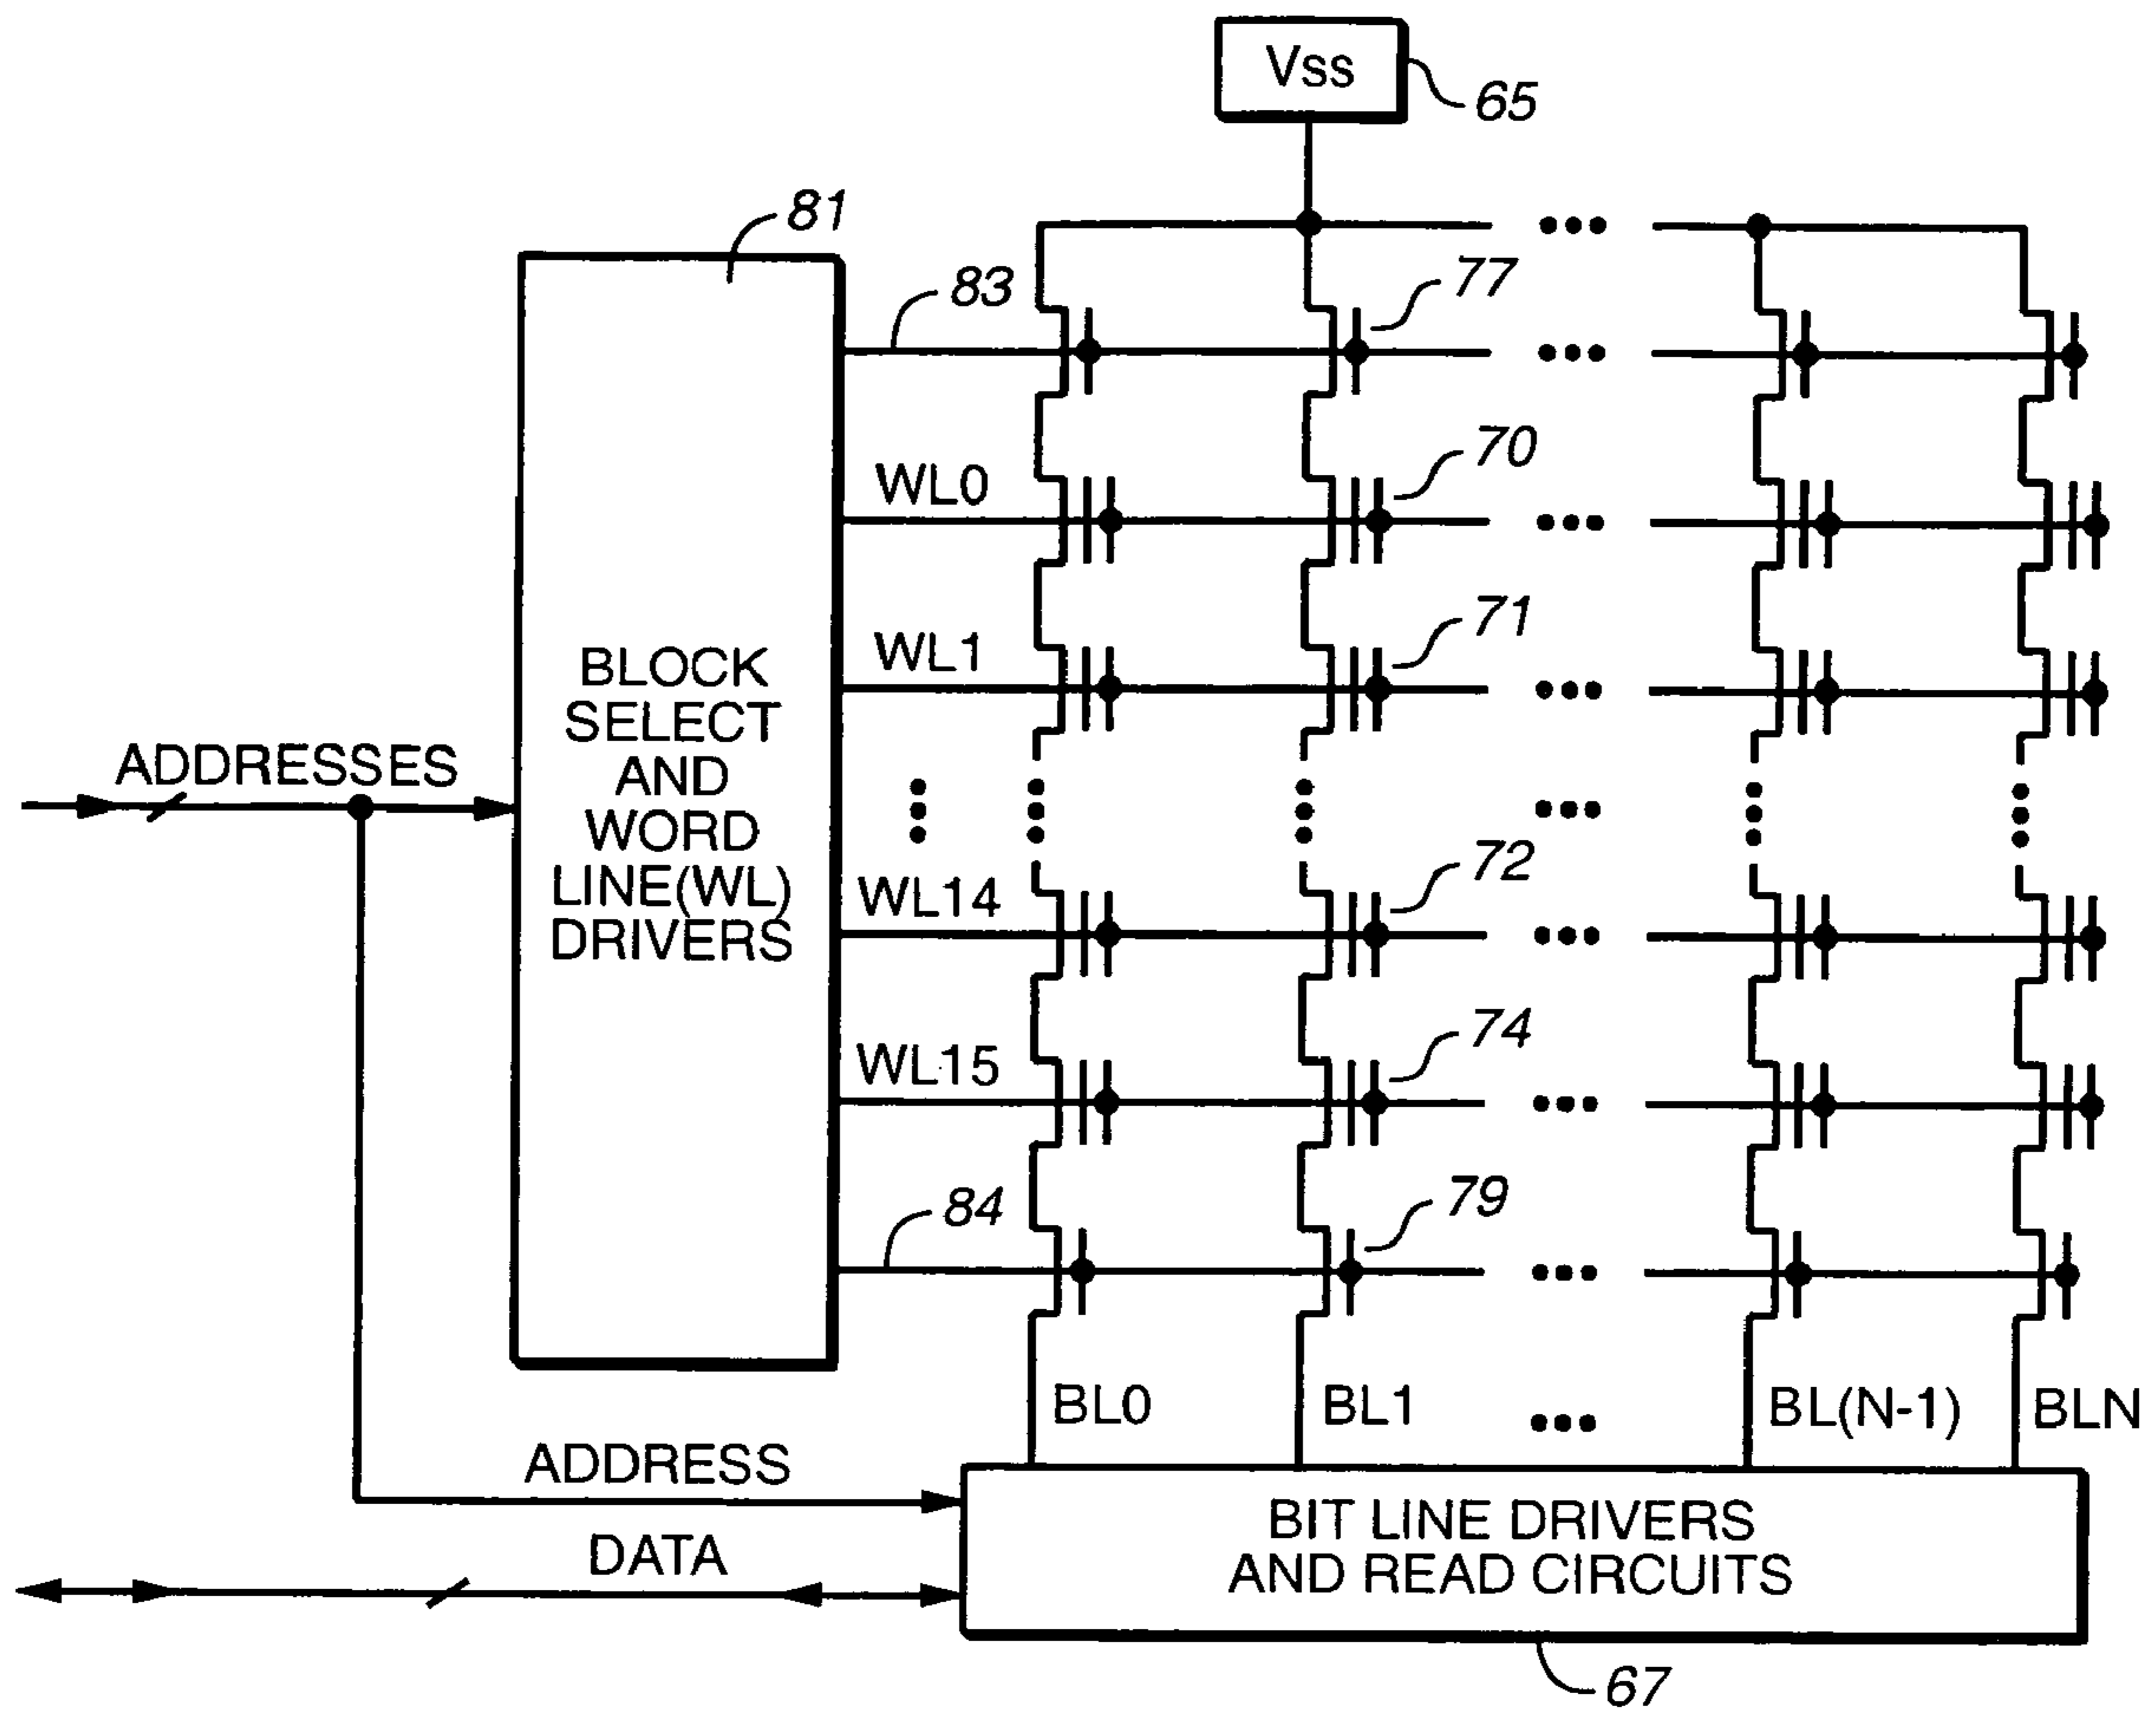 Vss
65
81
83
77
WL0
70
WL1
71
BLOCK
SELECT
AND
WORD
LINE(WL)
DRIVERS
ADDRESSES
WL14
72
WL15
74
84
79
BL0
BL1
BL(N-1)
BLN
ADDRESS
DATA
BIT LINE DRIVERS
AND READ CIRCUITS
67